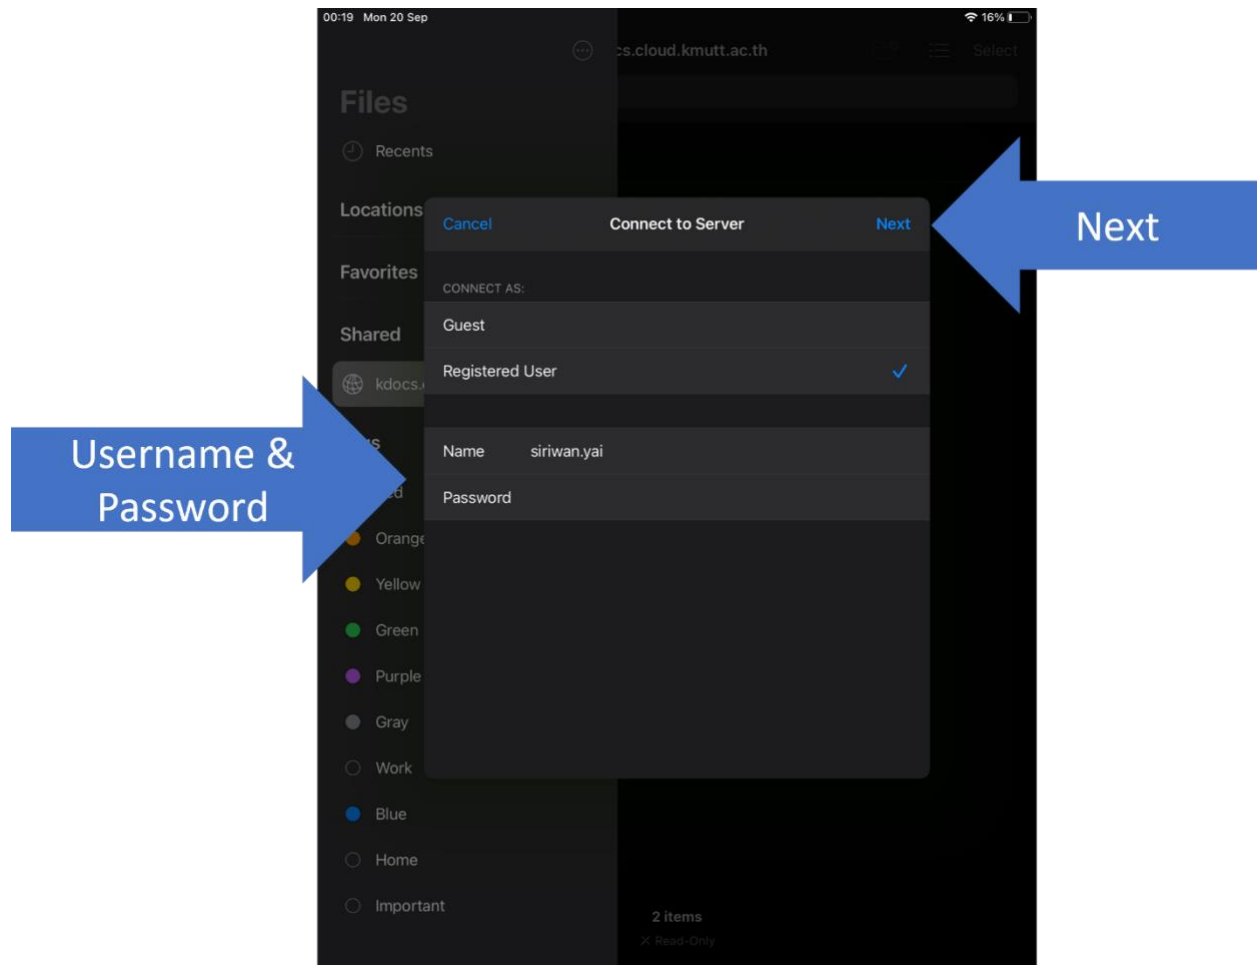 00:19 Mon 20 Sep
16%
cs.cloud.kmutt.ac.th
Select
Files
Recents
Locations
Cancel
Connect to Server
Next
Next
Favorites
CONNECT AS:
Guest
Shared
Registered User
kdocs.
Username &
Password
Name siriwan.yai
Password
Orange
Yellow
Green
Purple
Gray
Work
Blue
Home
Important
2 items
Read-Only